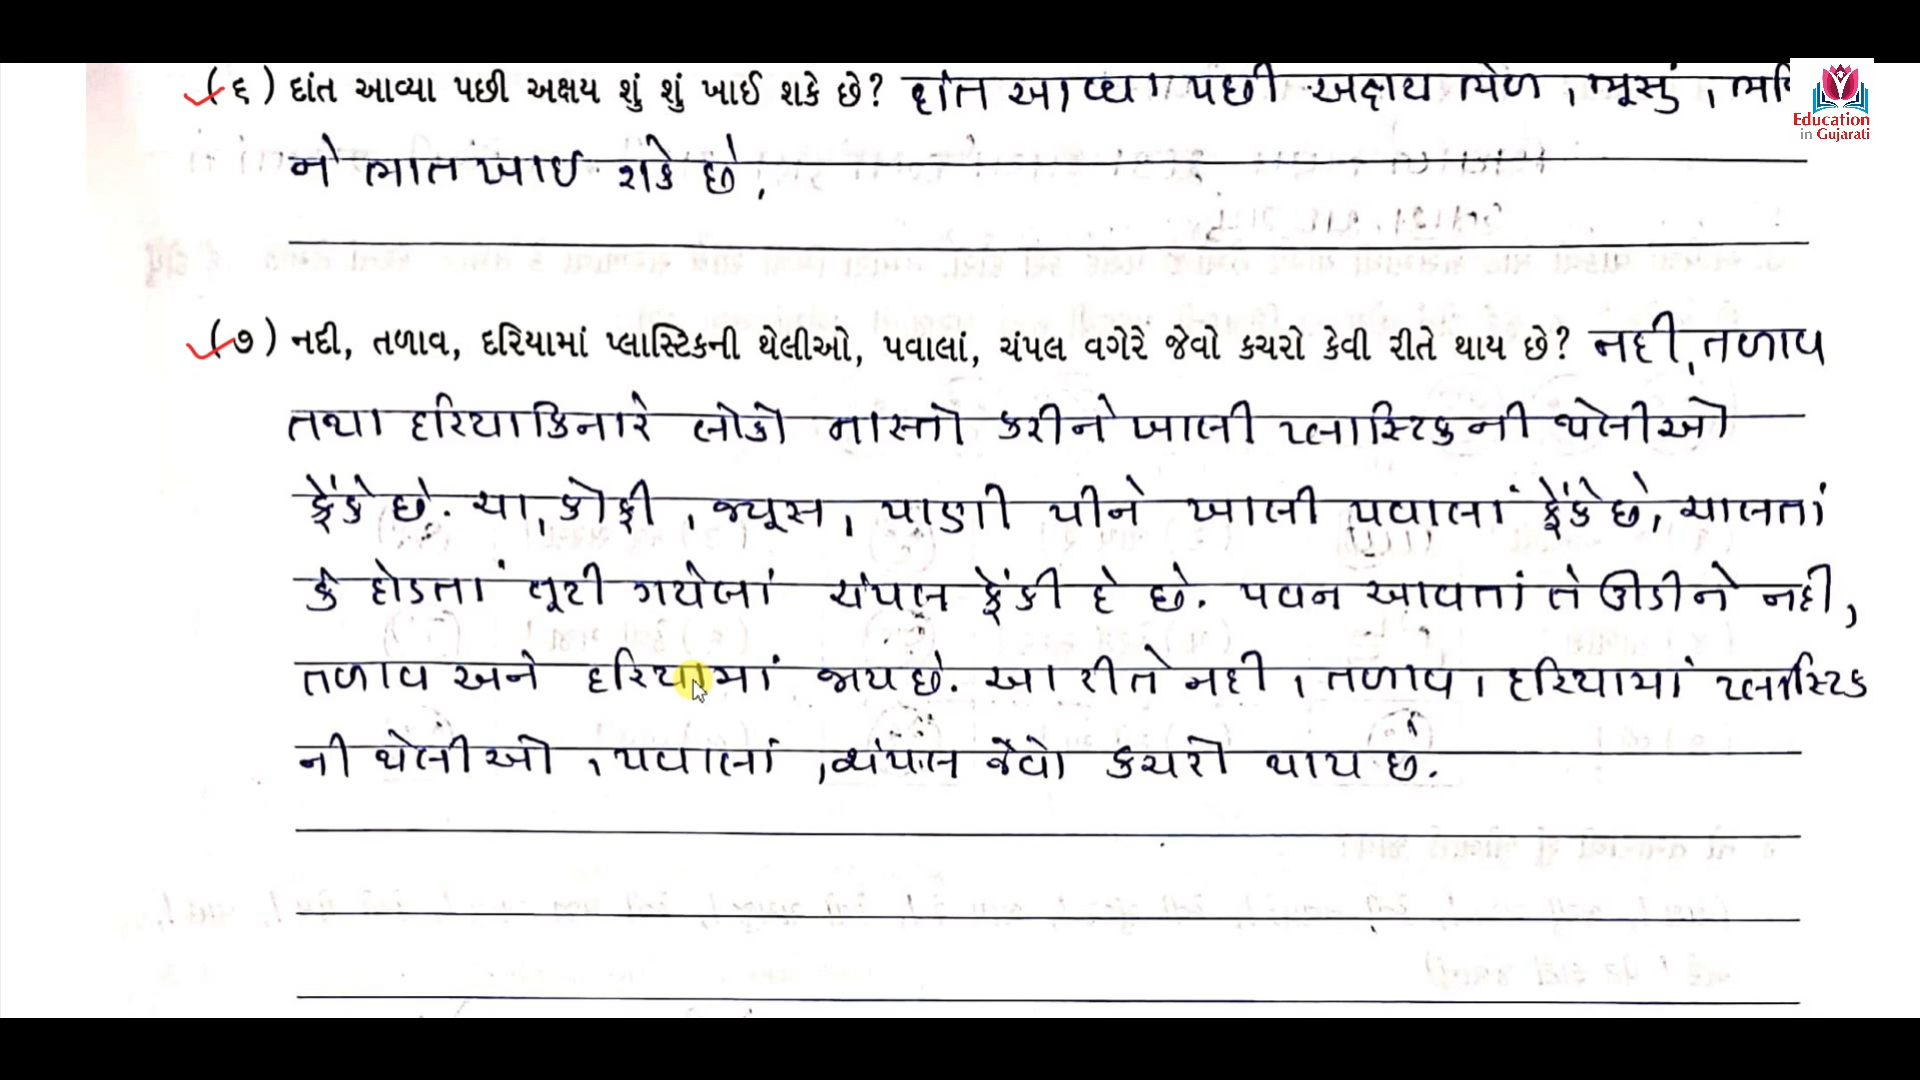 (૬) દાંત આવ્યા પછી અક્ષય શું શું ખાઈ શકે છે? દાંત આવ્યા પછી અક્ષય ભેળ, ભૂસું,
ને ભાત ખાઈ શકે છે.
(૭) નદી, તળાવ, દરિયામાં પ્લાસ્ટિકની થેલીઓ, પવાલાં, ચંપલ વગેરે જેવો કચરો કેવી રીતે થાય છે? નદી, તળાવ
તથા દરિયાકિનારે લોકો નાસ્તો કરીને ખાલી પ્લાસ્ટિકની થેલીઓ
ફેંકે છે. ચા, કોફી, જ્યૂસ, પાણી પીને ખાલી પવાલાં ફેંકે છે, ચાલતાં
કે દોડતાં તૂટી ગયેલાં ચંપલ ફેંકી દે છે. પવન આવતાં તે ઊડીને નદી,
તળાવ અને દરિયામાં જાય છે. આ રીતે નદી, તળાવ, દરિયામાં પ્લાસ્ટિક
ની થેલીઓ, પવાલાં, ચંપલ જેવો કચરો થાય છે.
Education
in Gujarati